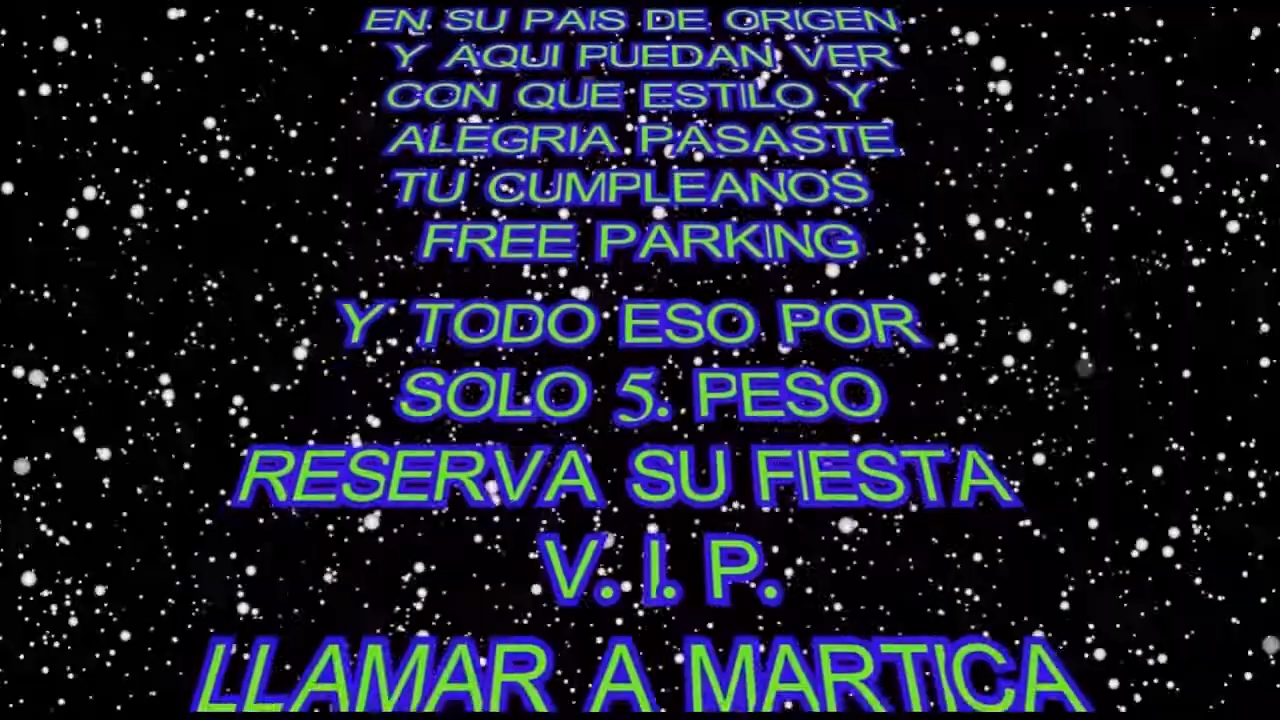 EN SU PAIS DE ORIGEN
Y AQUI PUEDAN VER
CON QUE ESTILO Y
ALEGRIA PASASTE
TU CUMPLEANOS
FREE PARKING
Y TODO ESO POR
SOLO 5. PESO
RESERVA SU FIESTA
V. I. P.
LLAMAR A MARTICA